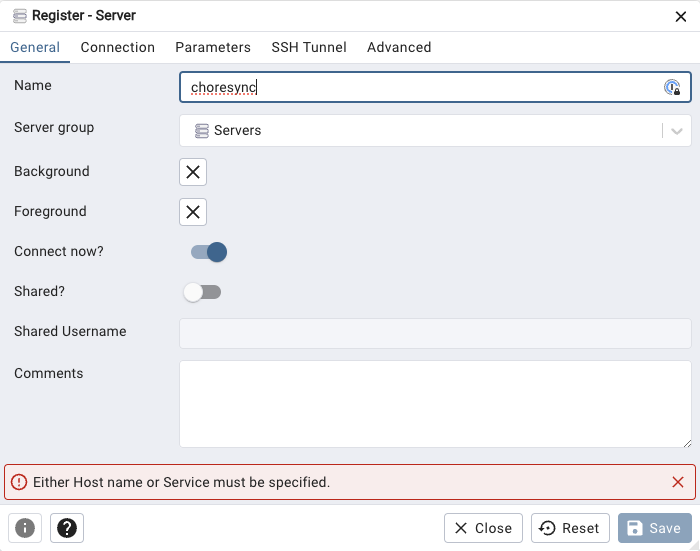 Register - Server
General Connection Parameters SSH Tunnel Advanced
Name choresync
Server group Servers
Background
Foreground
Connect now?
Shared?
Shared Username
Comments
Either Host name or Service must be specified.
Close Reset Save